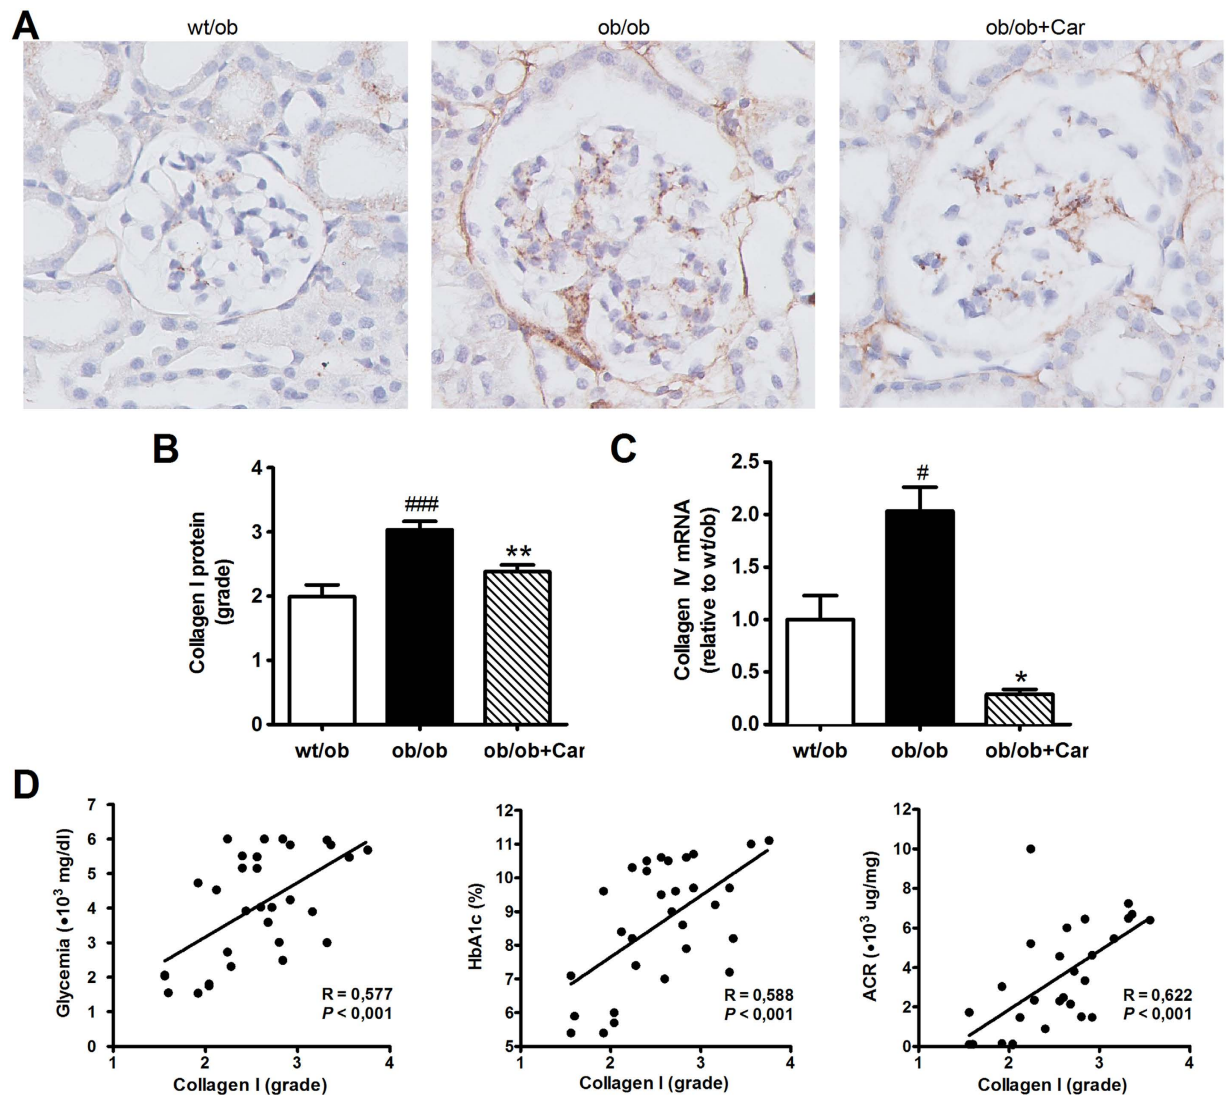 A
wt/ob
ob/ob
ob/ob+Car
B
Collagen I protein
(grade)
4
3
2
1
0
###
**
wt/ob
ob/ob
ob/ob+Car
C
Collagen IV mRNA
(relative to wt/ob)
2.5
2.0
1.5
1.0
0.5
0.0
#
*
wt/ob
ob/ob
ob/ob+Car
D
Glycemia (•10³ mg/dl)
7
6
5
4
3
2
1
0
R = 0,577
P < 0,001
1 2 3 4
Collagen I (grade)
HbA1c (%)
12
11
10
9
8
7
6
5
R = 0,588
P < 0,001
1 2 3 4
Collagen I (grade)
ACR (•10³ ug/mg)
12
10
8
6
4
2
0
R = 0,622
P < 0,001
1 2 3 4
Collagen I (grade)